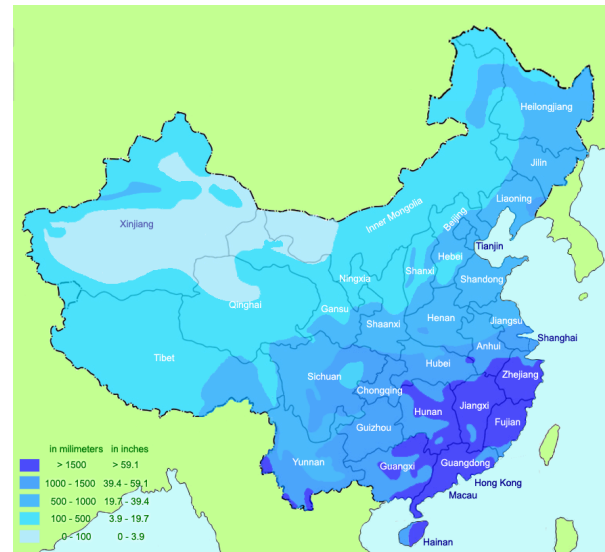 Heilongjiang
Jilin
Liaoning
Inner Mongolia
Beijing
Tianjin
Xinjiang
Hebei
Shanxi
Ningxia
Shandong
Qinghai
Gansu
Henan
Shaanxi
Jiangsu
Shanghai
Anhui
Tibet
Hubei
Sichuan
Zhejiang
Chongqing
Hunan
Jiangxi
Fujian
Guizhou
Yunnan
Guangxi
Guangdong
Hong Kong
Macau
Hainan
in milimeters in inches
> 1500 > 59.1
1000 - 1500 39.4 - 59.1
500 - 1000 19.7 - 39.4
100 - 500 3.9 - 19.7
0 - 100 0 - 3.9